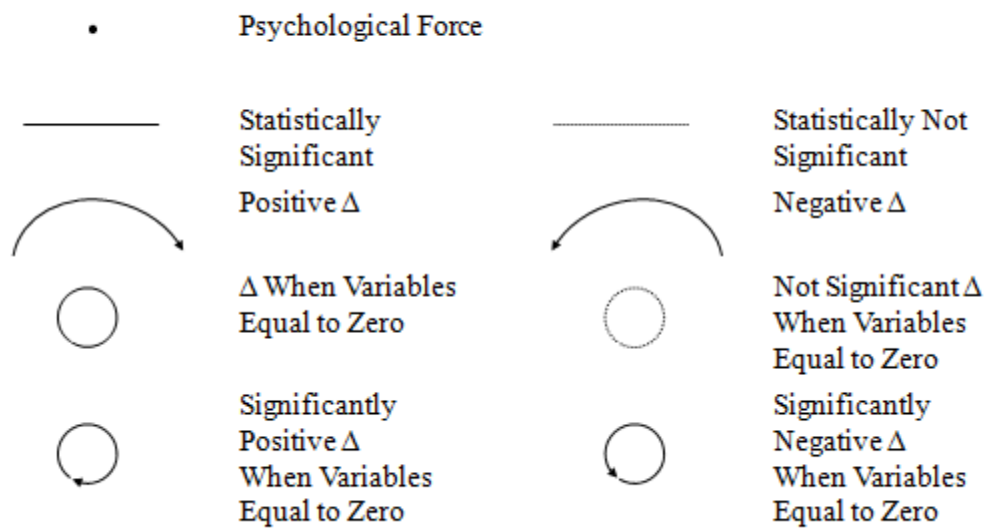 Psychological Force
Statistically
Significant
Statistically Not
Significant
Positive Δ
Negative Δ
Δ When Variables
Equal to Zero
Not Significant Δ
When Variables
Equal to Zero
Significantly
Positive Δ
When Variables
Equal to Zero
Significantly
Negative Δ
When Variables
Equal to Zero